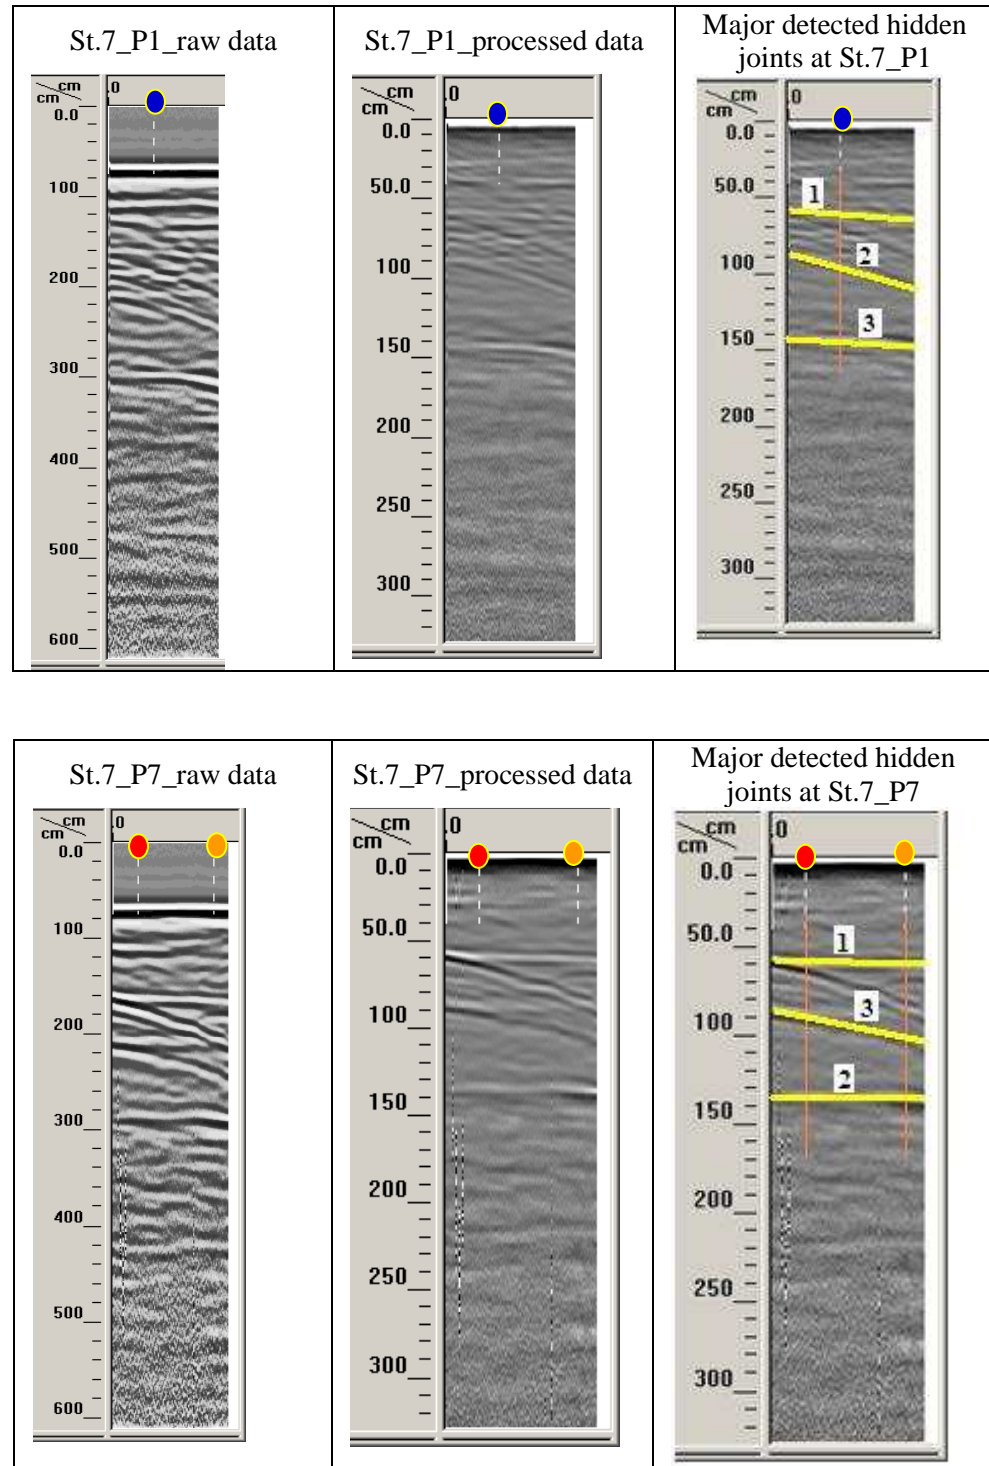 St.7_P1_raw data
cm
cm
.0
0.0
100
200
300
400
500
600
St.7_P1_processed data
cm
cm
.0
0.0
50.0
100
150
200
250
300
Major detected hidden
joints at St.7_P1
cm
cm
.0
0.0
50.0
100
150
200
250
300
1
2
3
St.7_P7_raw data
cm
cm
.0
0.0
100
200
300
400
500
600
St.7_P7_processed data
cm
cm
.0
0.0
50.0
100
150
200
250
300
Major detected hidden
joints at St.7_P7
cm
cm
.0
0.0
50.0
100
150
200
250
300
1
3
2